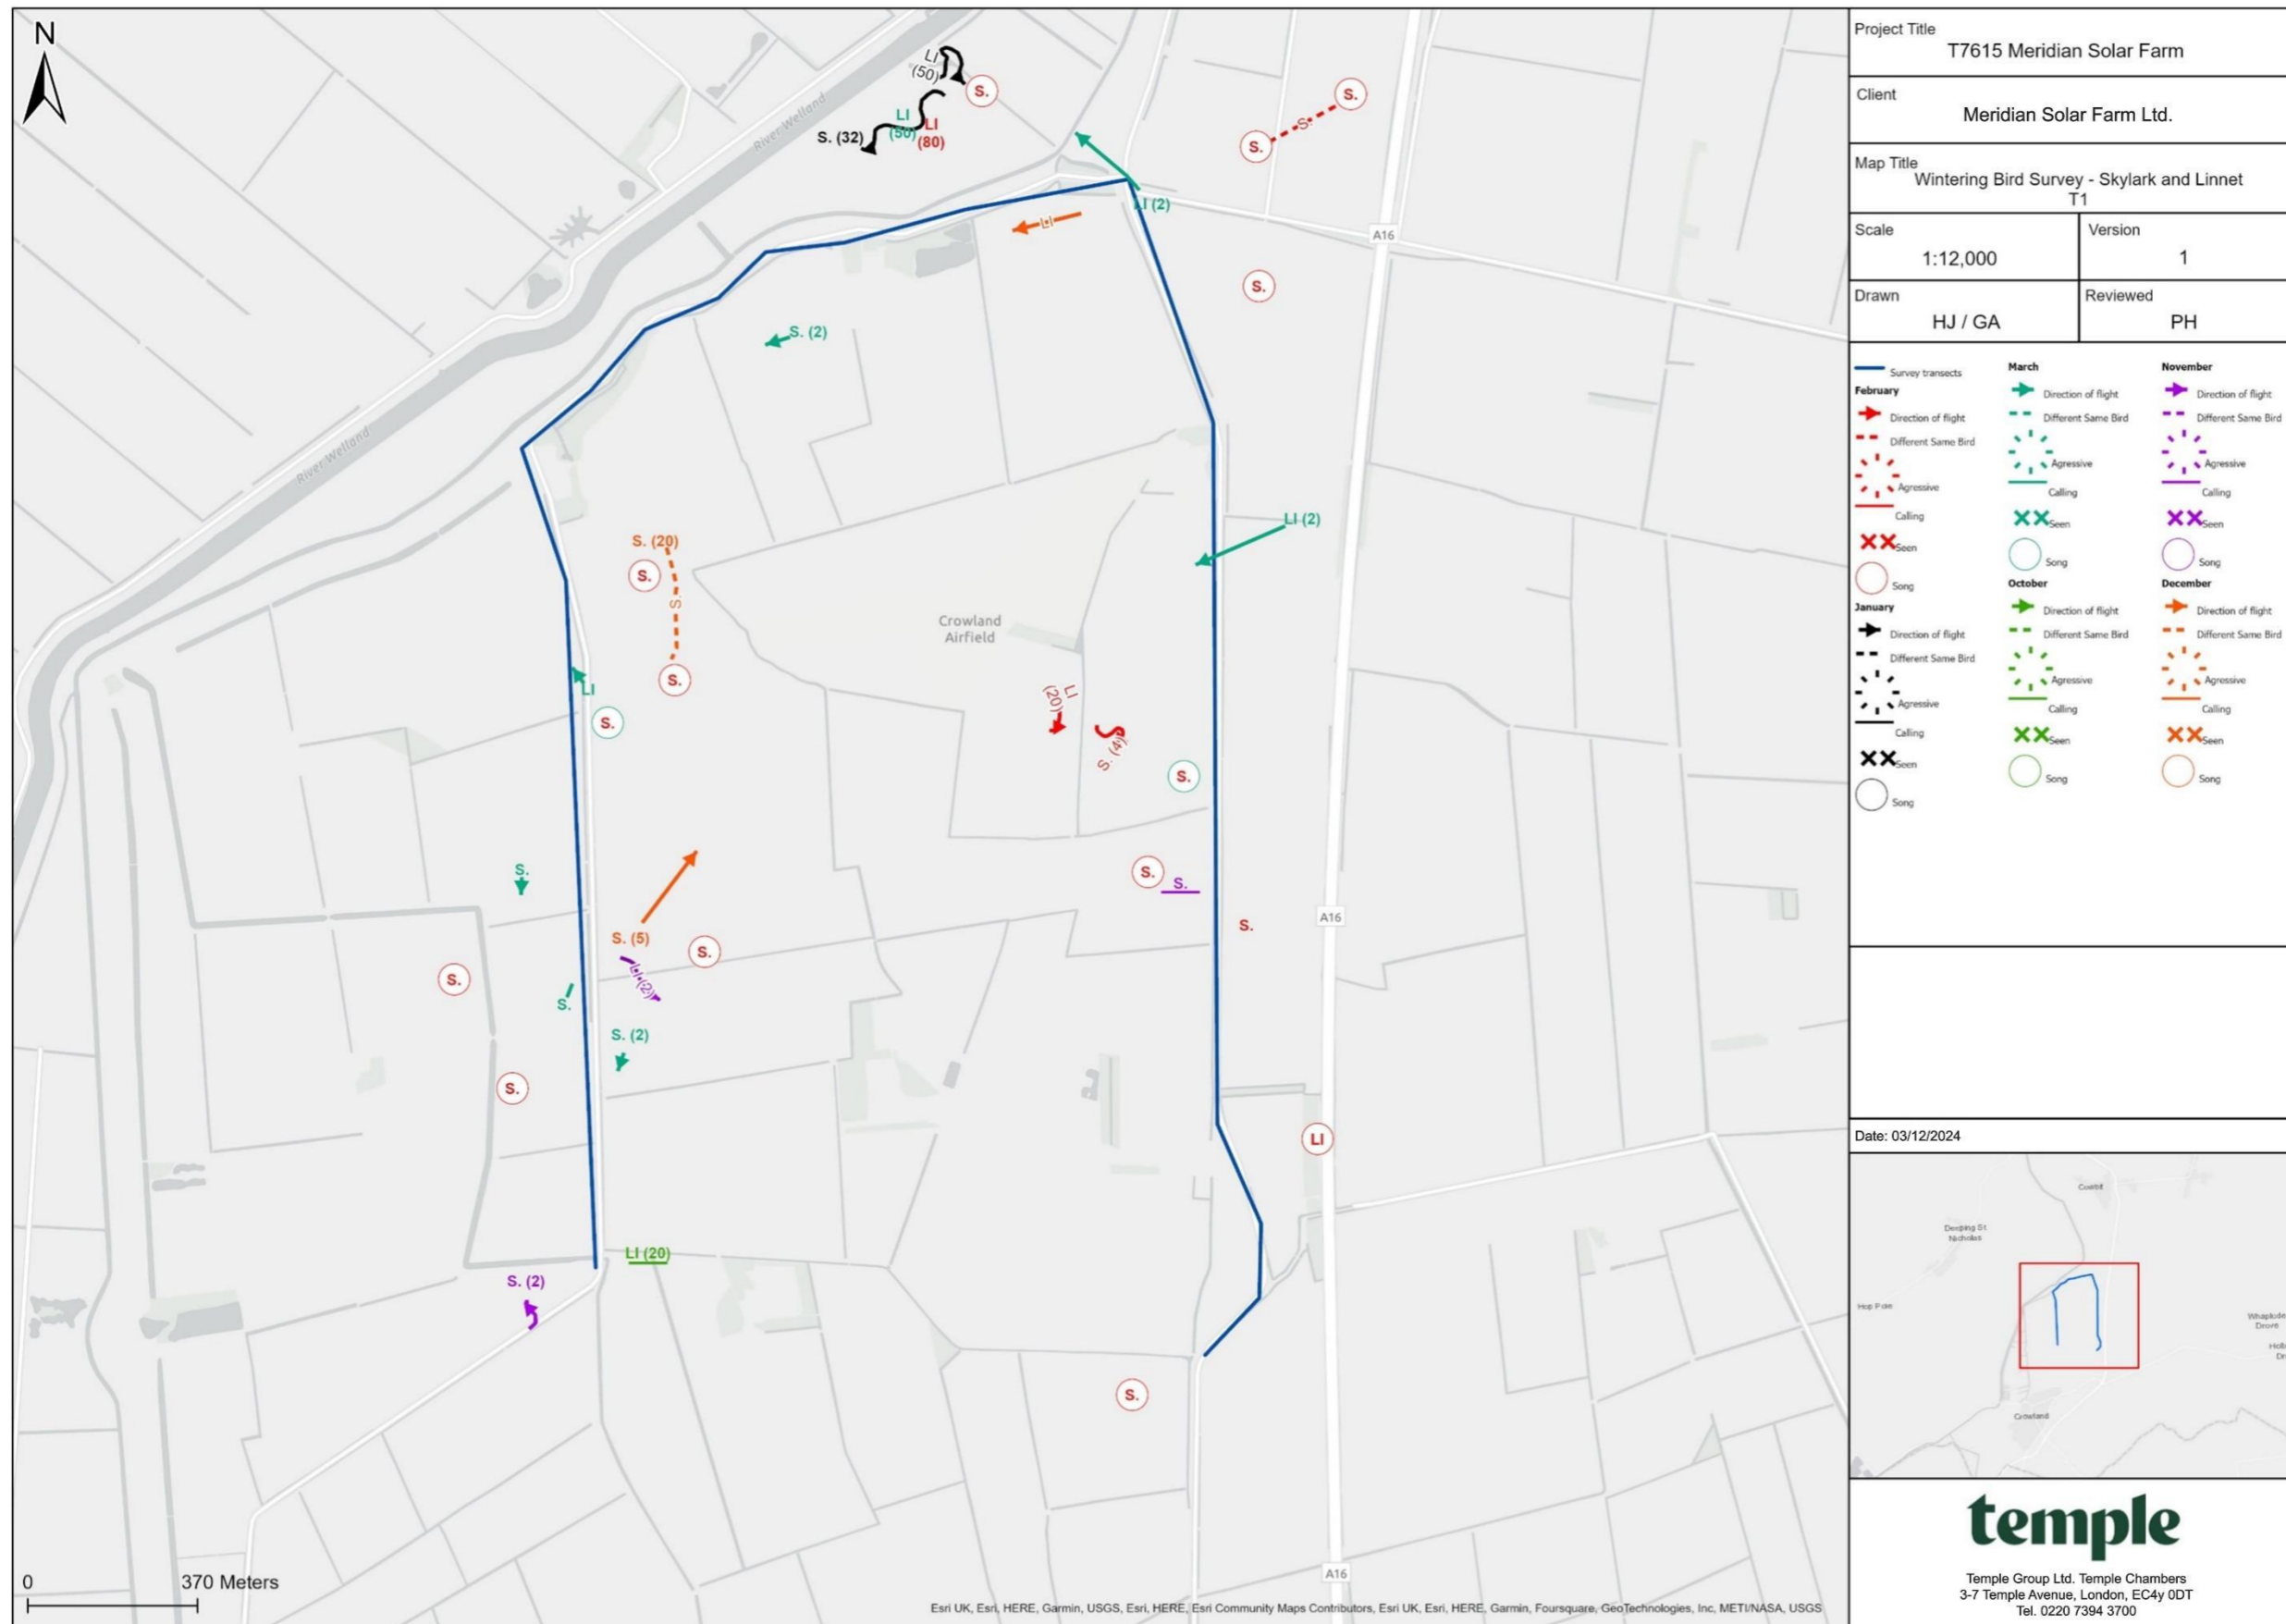 N
LI
(50)
S.
S.
S.
S.
River Welland
LI
(50)
LI
(80)
S. (32)
LI (2)
LI
A16
S.
S. (2)
River Welland
LI (2)
S. (20)
S.
S.
S.
Crowland
Airfield
LI
S.
LI
(20)
S. (4)
S.
S.
S.
S.
S.
A16
S. (5)
S.
S.
LI (2)
S.
S. (2)
S.
LI
LI (20)
S. (2)
S.
A16
0
370 Meters
Esri UK, Esri, HERE, Garmin, USGS, Esri, HERE, Esri Community Maps Contributors, Esri UK, Esri, HERE, Garmin, Foursquare, GeoTechnologies, Inc, METI/NASA, USGS
Project Title
T7615 Meridian Solar Farm
Client
Meridian Solar Farm Ltd.
Map Title
Wintering Bird Survey - Skylark and Linnet
T1
Scale
1:12,000
Version
1
Drawn
HJ / GA
Reviewed
PH
Survey transects
February
Direction of flight
Different Same Bird
Agressive
Calling
Seen
Song
January
Direction of flight
Different Same Bird
Agressive
Calling
Seen
Song
March
Direction of flight
Different Same Bird
Agressive
Calling
Seen
Song
October
Direction of flight
Different Same Bird
Agressive
Calling
Seen
Song
November
Direction of flight
Different Same Bird
Agressive
Calling
Seen
Song
December
Direction of flight
Different Same Bird
Agressive
Calling
Seen
Song
Date: 03/12/2024
Cowbit
Deeping St
Nicholas
Hop Pole
Whaplode
Drove
Crowland
temple
Temple Group Ltd. Temple Chambers
3-7 Temple Avenue, London, EC4y 0DT
Tel. 0220 7394 3700